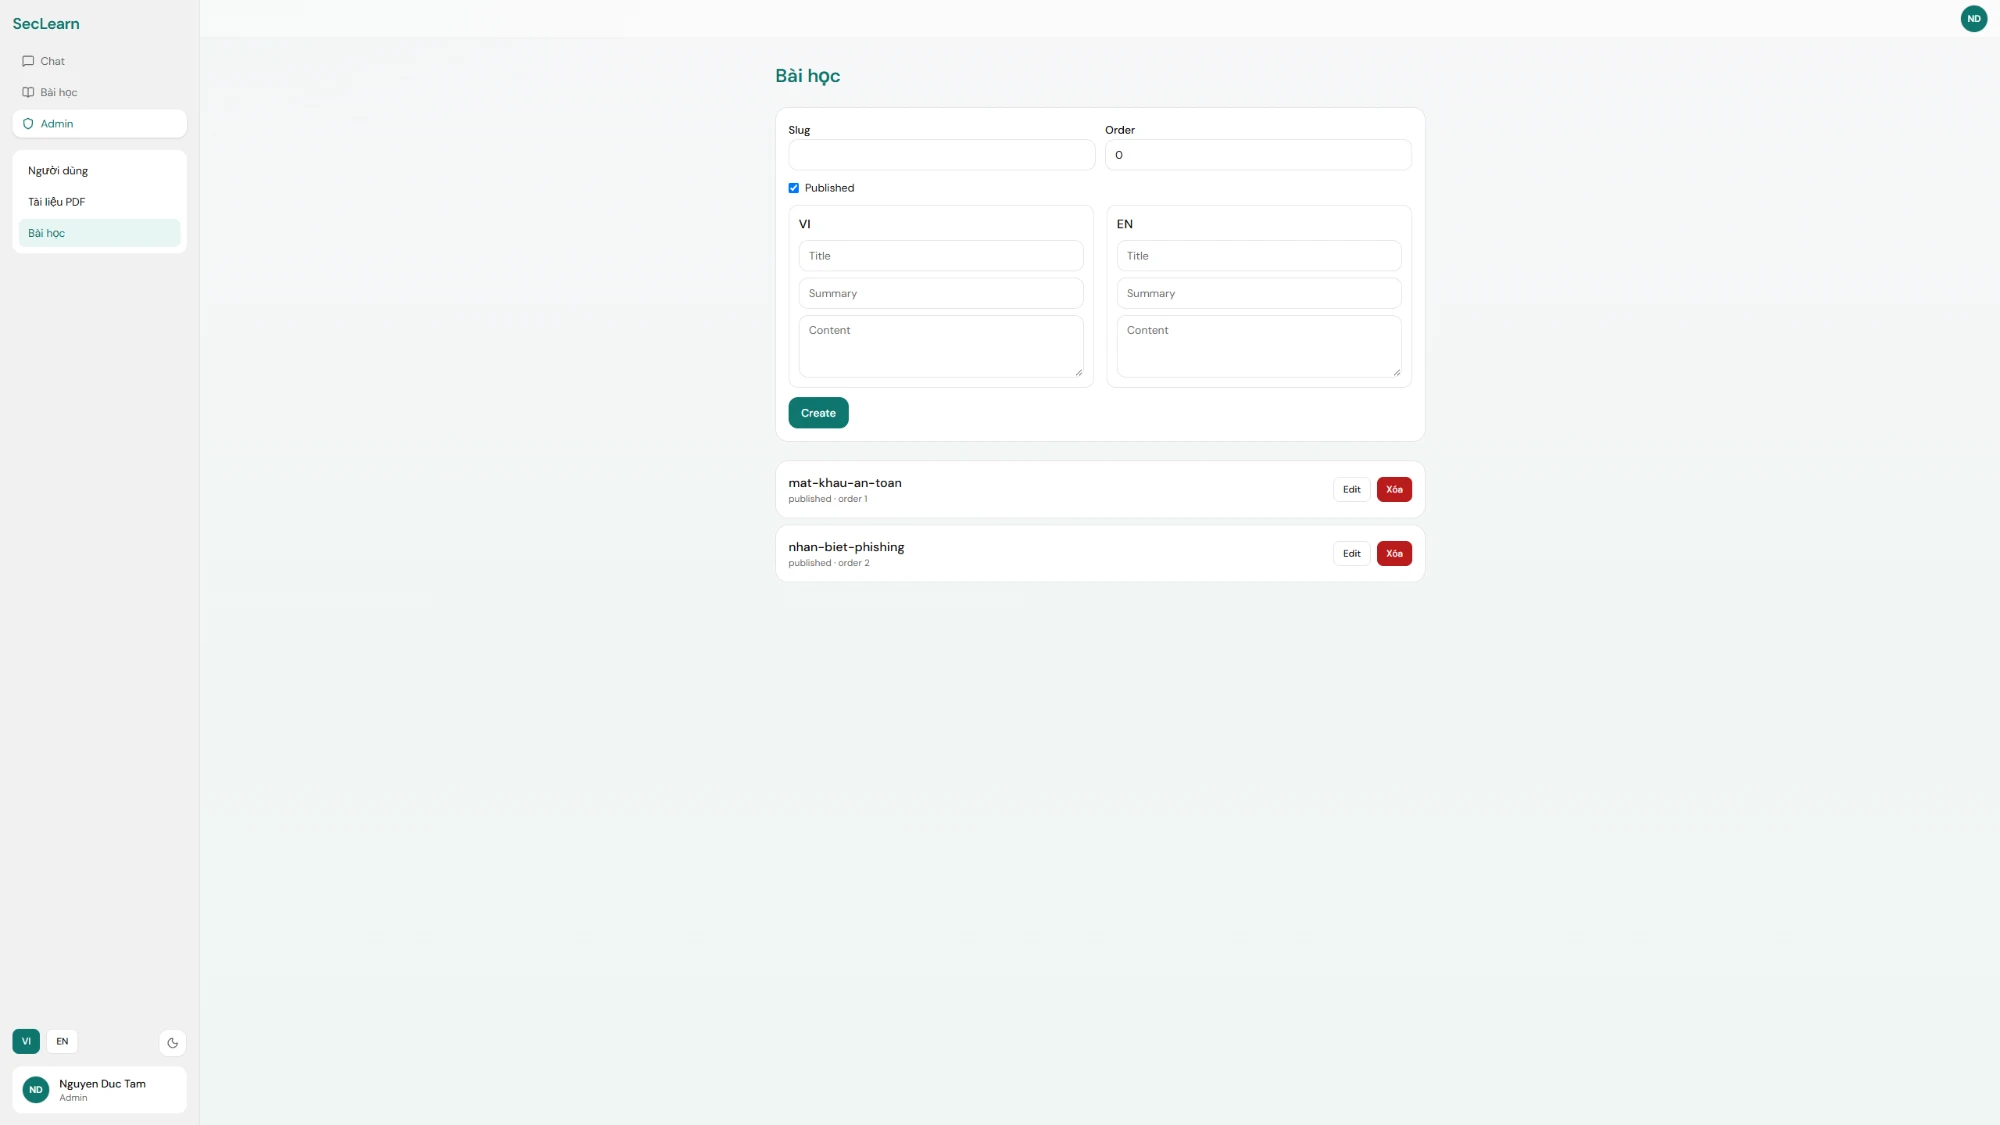 SecLearn
Chat
Bài học
Admin
Người dùng
Tài liệu PDF
Bài học
VI
EN
ND
Nguyen Duc Tam
Admin
ND
Bài học
Slug
Order
0
Published
VI
Title
Summary
Content
EN
Title
Summary
Content
Create
mat-khau-an-toan
published · order 1
Edit
Xóa
nhan-biet-phishing
published · order 2
Edit
Xóa